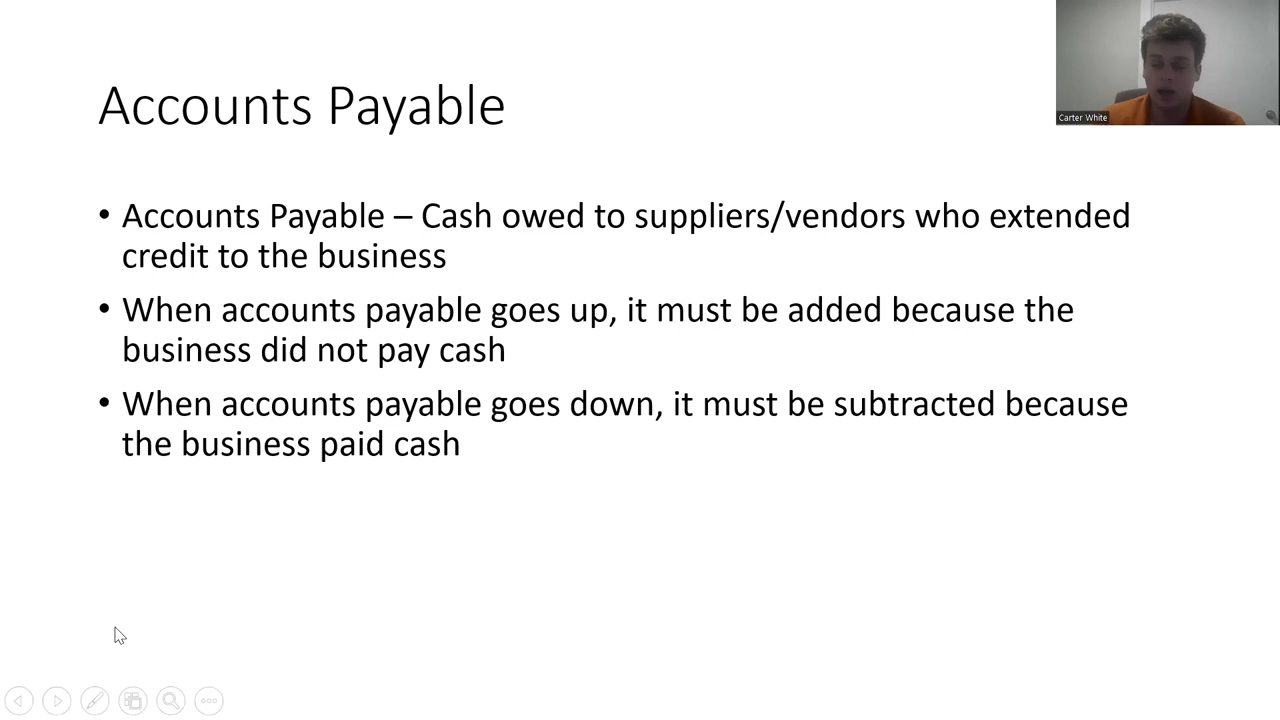 Accounts Payable
Carter White
• Accounts Payable – Cash owed to suppliers/vendors who extended
credit to the business
• When accounts payable goes up, it must be added because the
business did not pay cash
• When accounts payable goes down, it must be subtracted because
the business paid cash